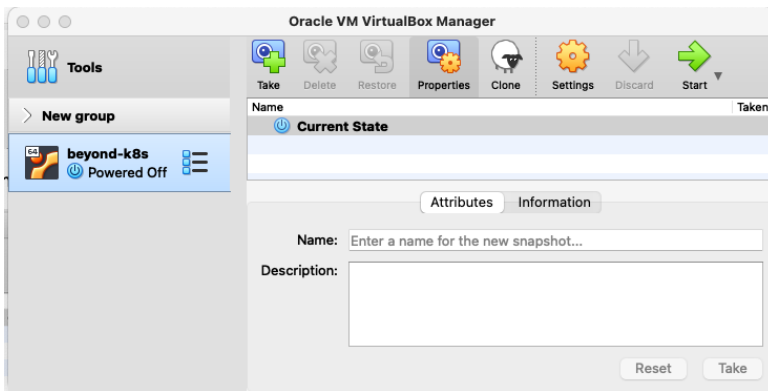 Oracle VM VirtualBox Manager
Tools
New group
64
beyond-k8s
Powered Off
Take
Delete
Restore
Properties
Clone
Settings
Discard
Start
Name
Taken
Current State
Attributes
Information
Name:
Enter a name for the new snapshot...
Description:
Reset
Take